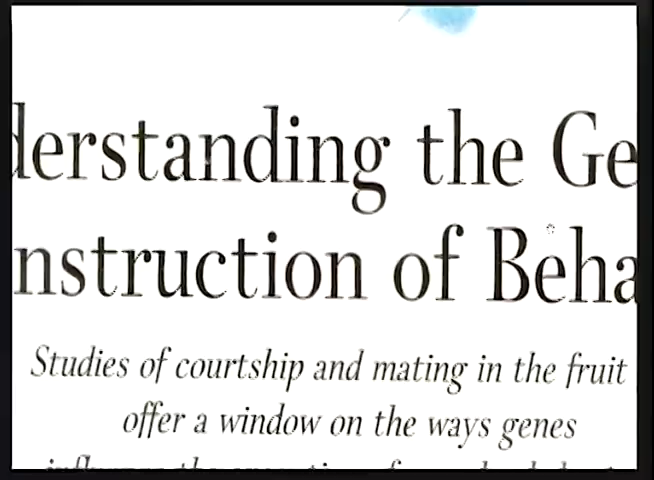 derstanding the Ge
nstruction of Beha
Studies of courtship and mating in the fruit
offer a window on the ways genes